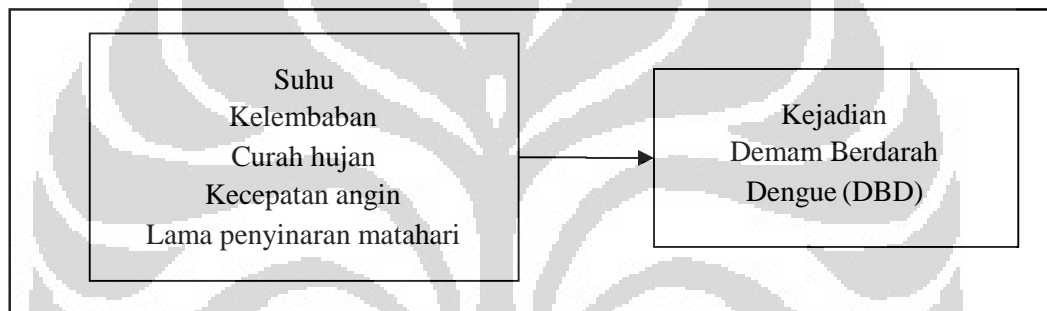 Suhu
Kelembaban
Curah hujan
Kecepatan angin
Lama penyinaran matahari
Kejadian
Demam Berdarah
Dengue (DBD)